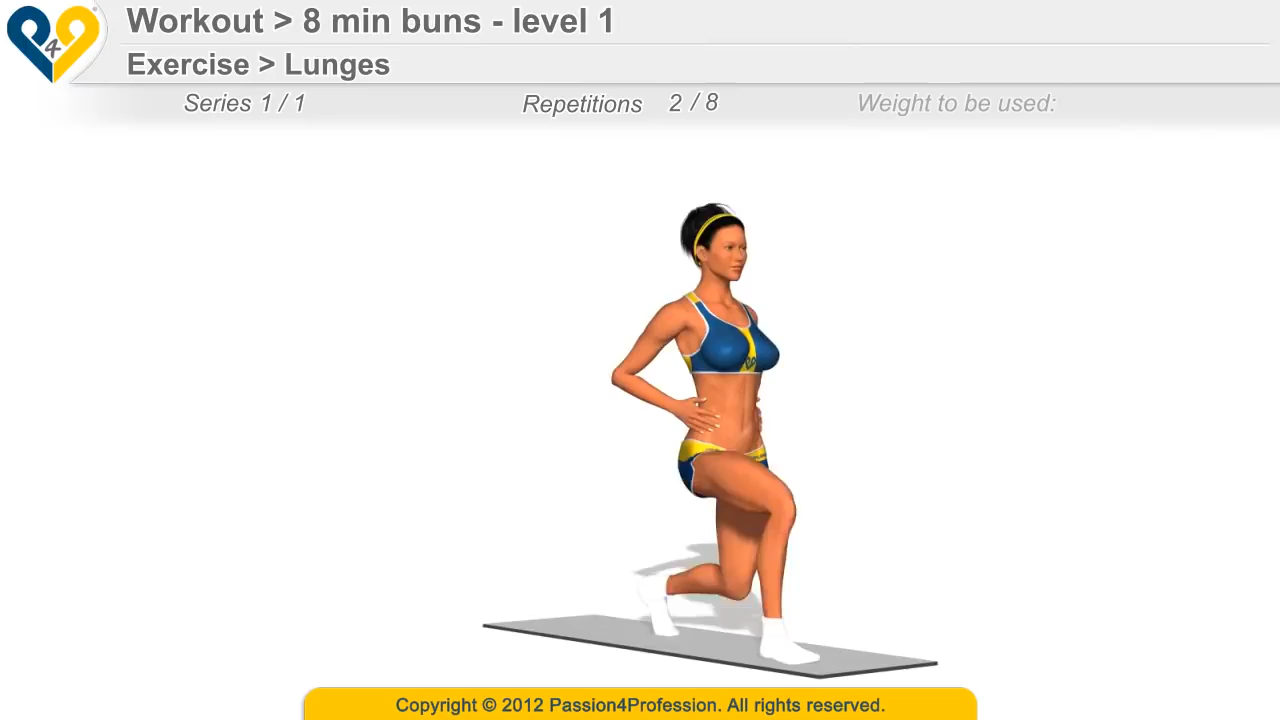 Workout > 8 min buns - level 1
Exercise > Lunges
Series 1 / 1 Repetitions 2 / 8 Weight to be used:
4
Copyright © 2012 Passion4Profession. All rights reserved.